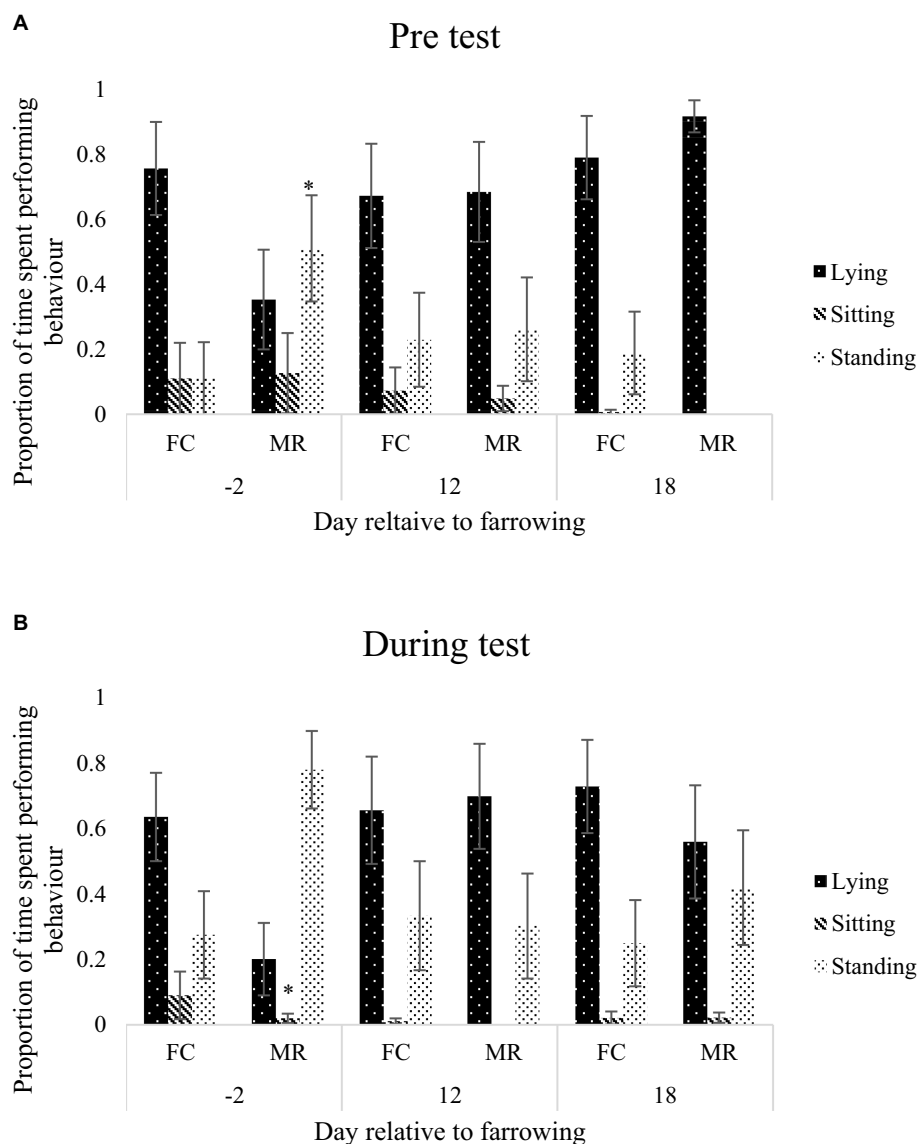 A
Pre test
Proportion of time spent performing
behaviour
1
0.8
0.6
0.4
0.2
0
*
FC
MR
FC
MR
FC
MR
-2
12
18
Day reltaive to farrowing
Lying
Sitting
Standing
B
During test
Proportion of time spent performing
behaviour
1
0.8
0.6
0.4
0.2
0
*
FC
MR
FC
MR
FC
MR
-2
12
18
Day relative to farrowing
Lying
Sitting
Standing